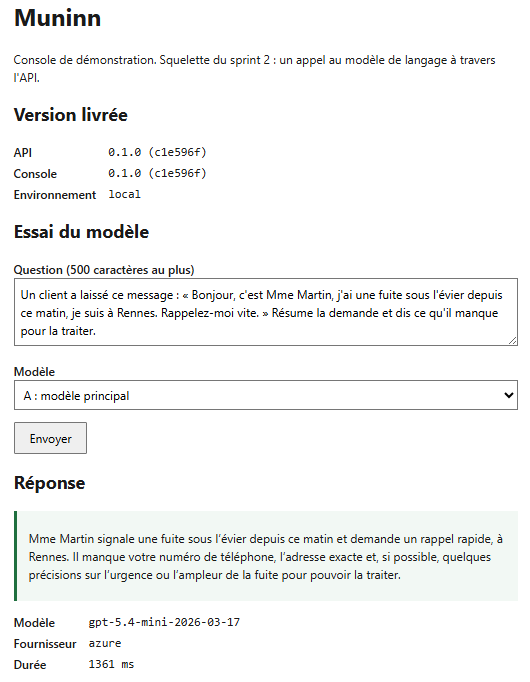 Muninn
Console de démonstration. Squelette du sprint 2 : un appel au modèle de langage à travers
l'API.
Version livrée
API 0.1.0 (c1e596f)
Console 0.1.0 (c1e596f)
Environnement local
Essai du modèle
Question (500 caractères au plus)
Un client a laissé ce message : « Bonjour, c'est Mme Martin, j'ai une fuite sous l'évier depuis
ce matin, je suis à Rennes. Rappelez-moi vite. » Résume la demande et dis ce qu'il manque
pour la traiter.
Modèle
A : modèle principal
Envoyer
Réponse
Mme Martin signale une fuite sous l’évier depuis ce matin et demande un rappel rapide, à
Rennes. Il manque votre numéro de téléphone, l’adresse exacte et, si possible, quelques
précisions sur l’urgence ou l’ampleur de la fuite pour pouvoir la traiter.
Modèle gpt-5.4-mini-2026-03-17
Fournisseur azure
Durée 1361 ms